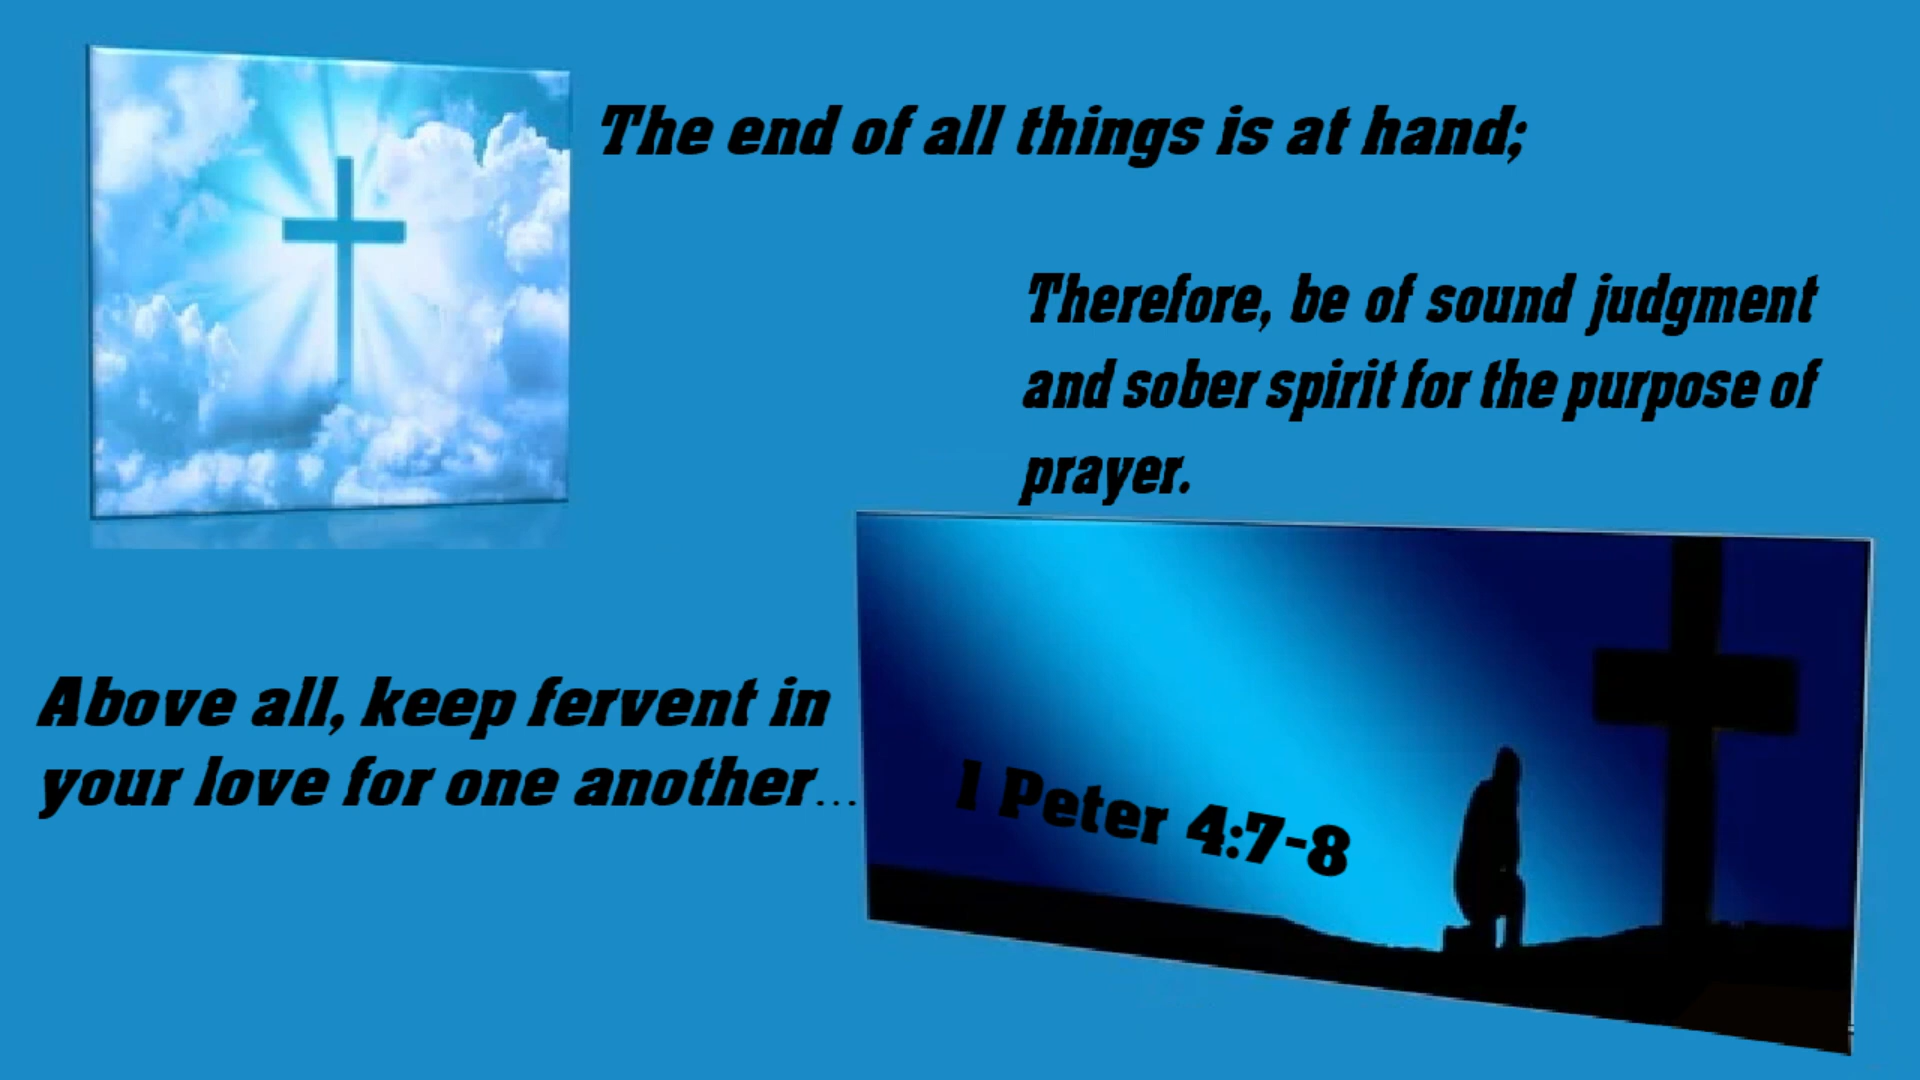 The end of all things is at hand;
Therefore, be of sound judgment
and sober spirit for the purpose of
prayer.
Above all, keep fervent in
your love for one another...
1 Peter 4:7-8